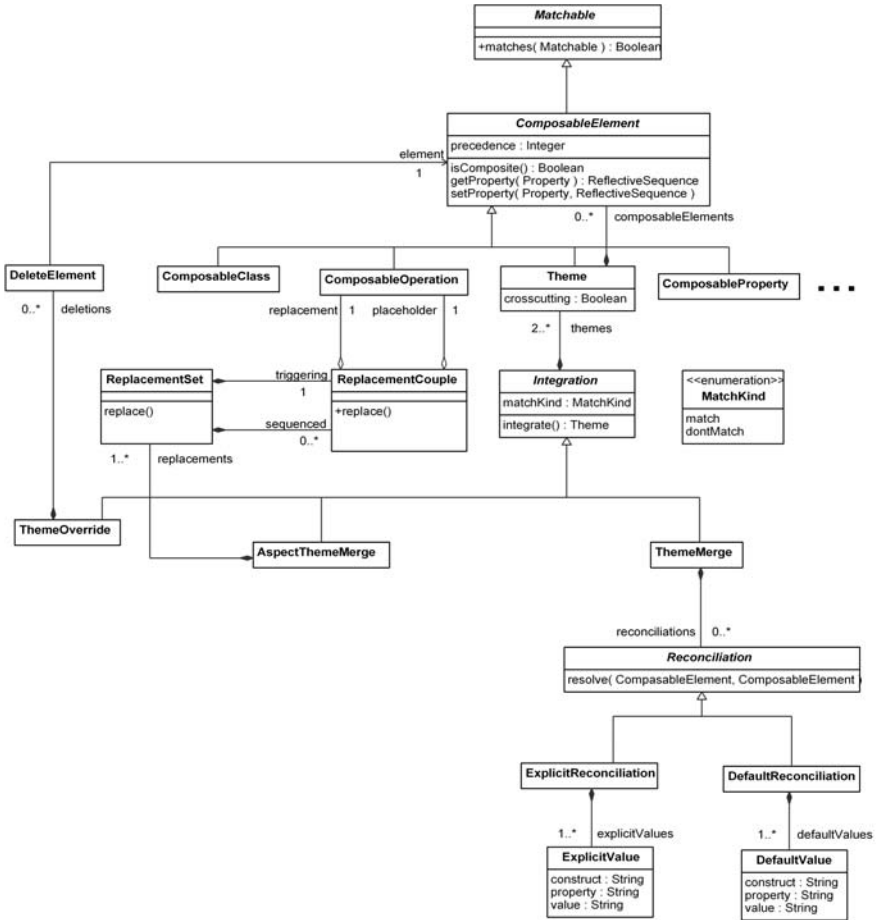 Matchable
+matches( Matchable ) : Boolean
ComposableElement
precedence : Integer
isComposite() : Boolean
getProperty( Property ) : ReflectiveSequence
setProperty( Property, ReflectiveSequence )
element
1
0..* composableElements
DeleteElement
ComposableClass
ComposableOperation
Theme
crosscutting : Boolean
ComposableProperty
...
0..* deletions
replacement 1 placeholder 1
2..* themes
ReplacementSet
replace()
triggering
1
sequenced
0..*
ReplacementCouple
+replace()
Integration
matchKind : MatchKind
integrate() : Theme
<<enumeration>>
MatchKind
match
dontMatch
1..* replacements
ThemeOverride
AspectThemeMerge
ThemeMerge
reconciliations 0..*
Reconciliation
resolve( CompasableElement, ComposableElement )
ExplicitReconciliation
DefaultReconciliation
1..* explicitValues
1..* defaultValues
ExplicitValue
construct : String
property : String
value : String
DefaultValue
construct : String
property : String
value : String